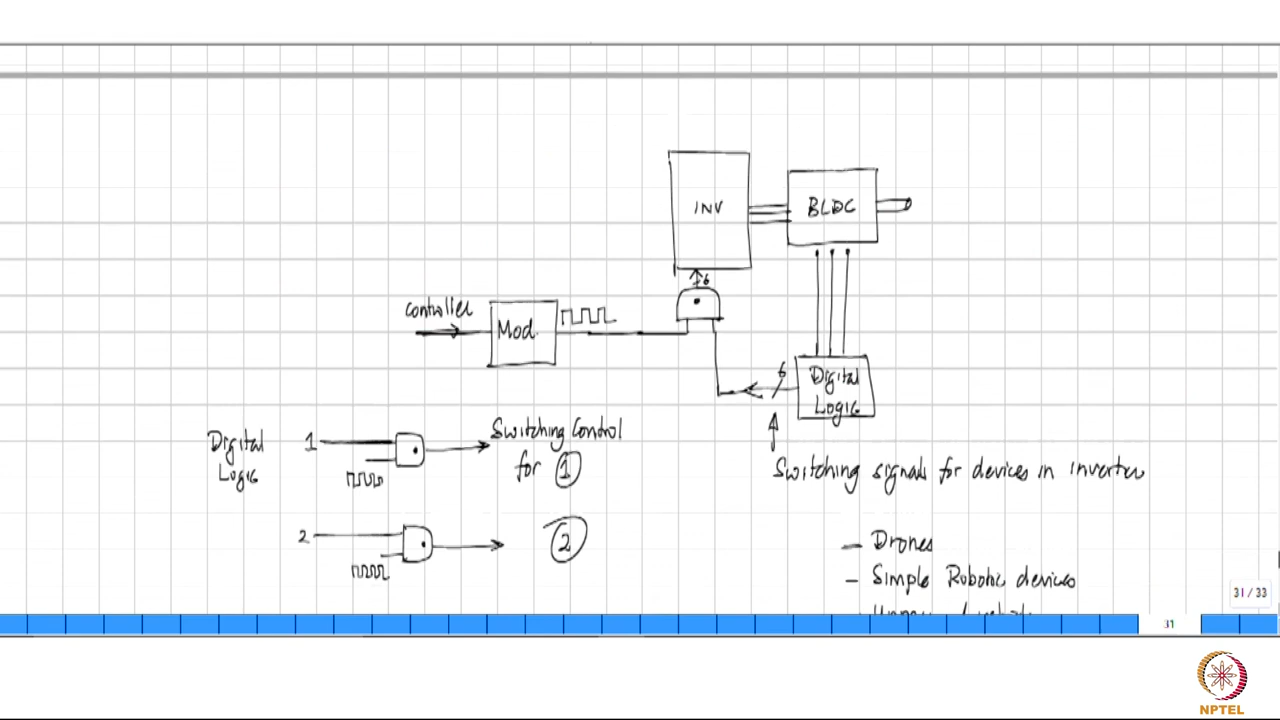 INV
BLDC
6
Controller
Mod.
6
Digital
Logic
Digital
Logic
1
Switching Control
for 1
Switching signals for devices in inverter
2
2
– Drones
– Simple Robotic devices
31 / 33
31
NPTEL